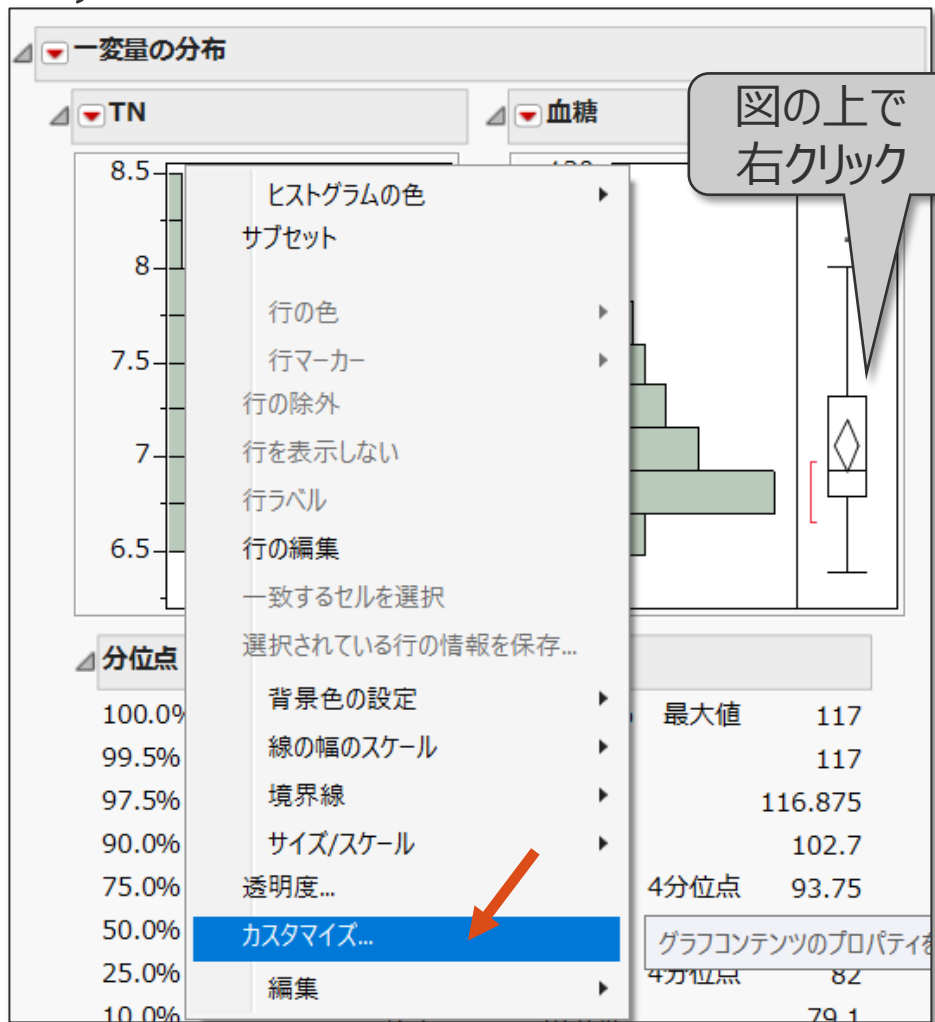 一変量の分布
TN
血糖
図の上で
右クリック
8.5
8
7.5
7
6.5
ヒストグラムの色
サブセット
行の色
行マーカー
行の除外
行を表示しない
行ラベル
行の編集
一致するセルを選択
選択されている行の情報を保存...
背景色の設定
線の幅のスケール
境界線
サイズ/スケール
透明度...
カスタマイズ...
編集
グラフコンテンツのプロパティを
分位点
100.0% 最大値 117
99.5% 117
97.5% 116.875
90.0% 102.7
75.0% 4分位点 93.75
50.0%
25.0% 4分位点 82
10.0% 79.1